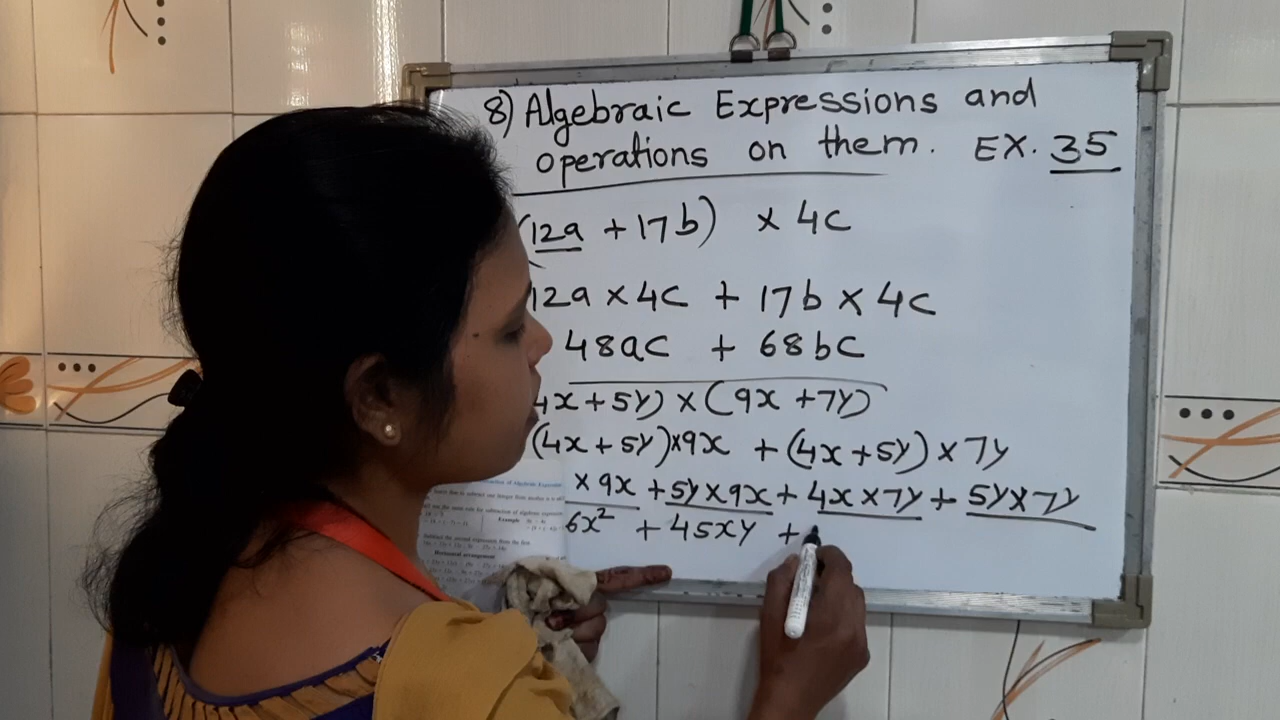 8) Algebraic Expressions and
operations on them. EX. 35
(12a + 17b) × 4c
12a × 4c + 17b × 4c
48ac + 68bc
4x + 5y) × (9x + 7y)
(4x + 5y) × 9x + (4x + 5y) × 7y
× 9x + 5y × 9x + 4x × 7y + 5y × 7y
6x² + 45xy +